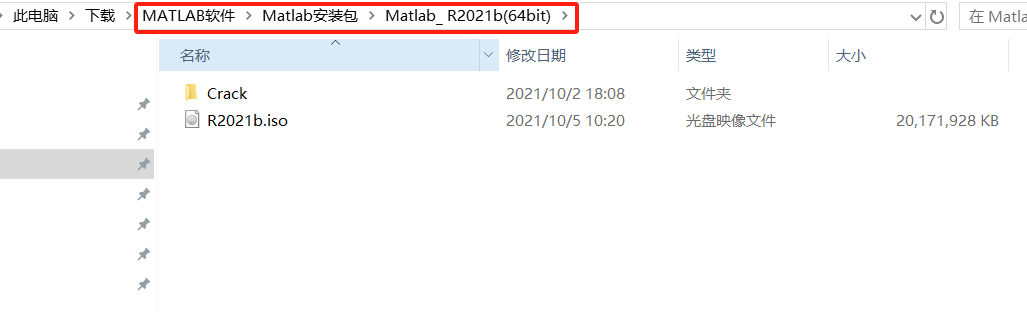 此电脑 > 下载 > MATLAB软件 > Matlab安装包 > Matlab_ R2021b(64bit) > 在 Matla
名称 修改日期 类型 大小
Crack 2021/10/2 18:08 文件夹
R2021b.iso 2021/10/5 10:20 光盘映像文件 20,171,928 KB